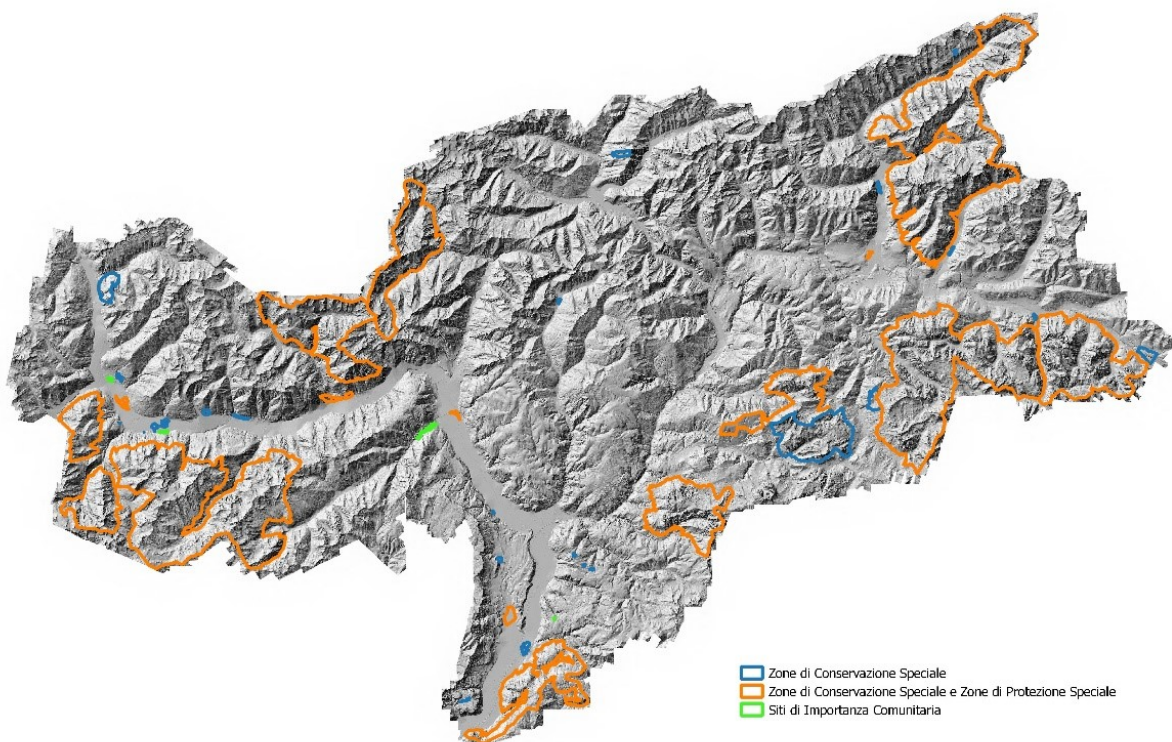 Zone di Conservazione Speciale
Zone di Conservazione Speciale e Zone di Protezione Speciale
Siti di Importanza Comunitaria